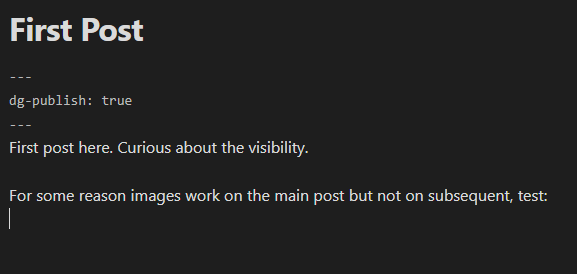 First Post
---
dg-publish: true
---
First post here. Curious about the visibility.
For some reason images work on the main post but not on subsequent, test: